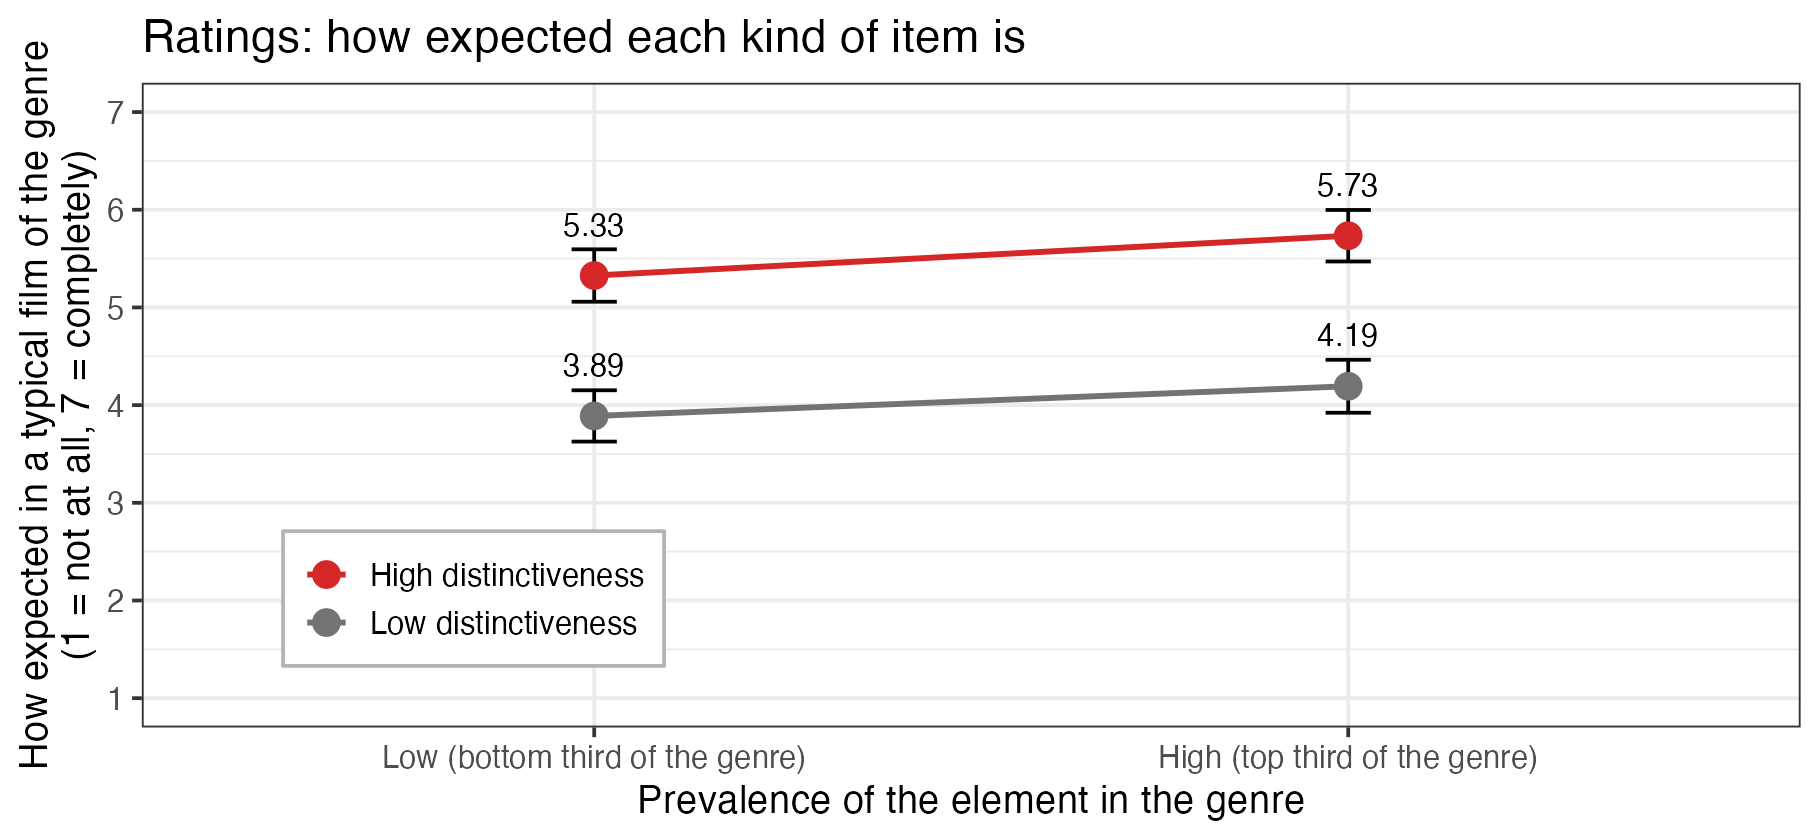 Ratings: how expected each kind of item is
How expected in a typical film of the genre
(1 = not at all, 7 = completely)
7
6
5
4
3
2
1
5.33
5.73
3.89
4.19
High distinctiveness
Low distinctiveness
Low (bottom third of the genre)
High (top third of the genre)
Prevalence of the element in the genre